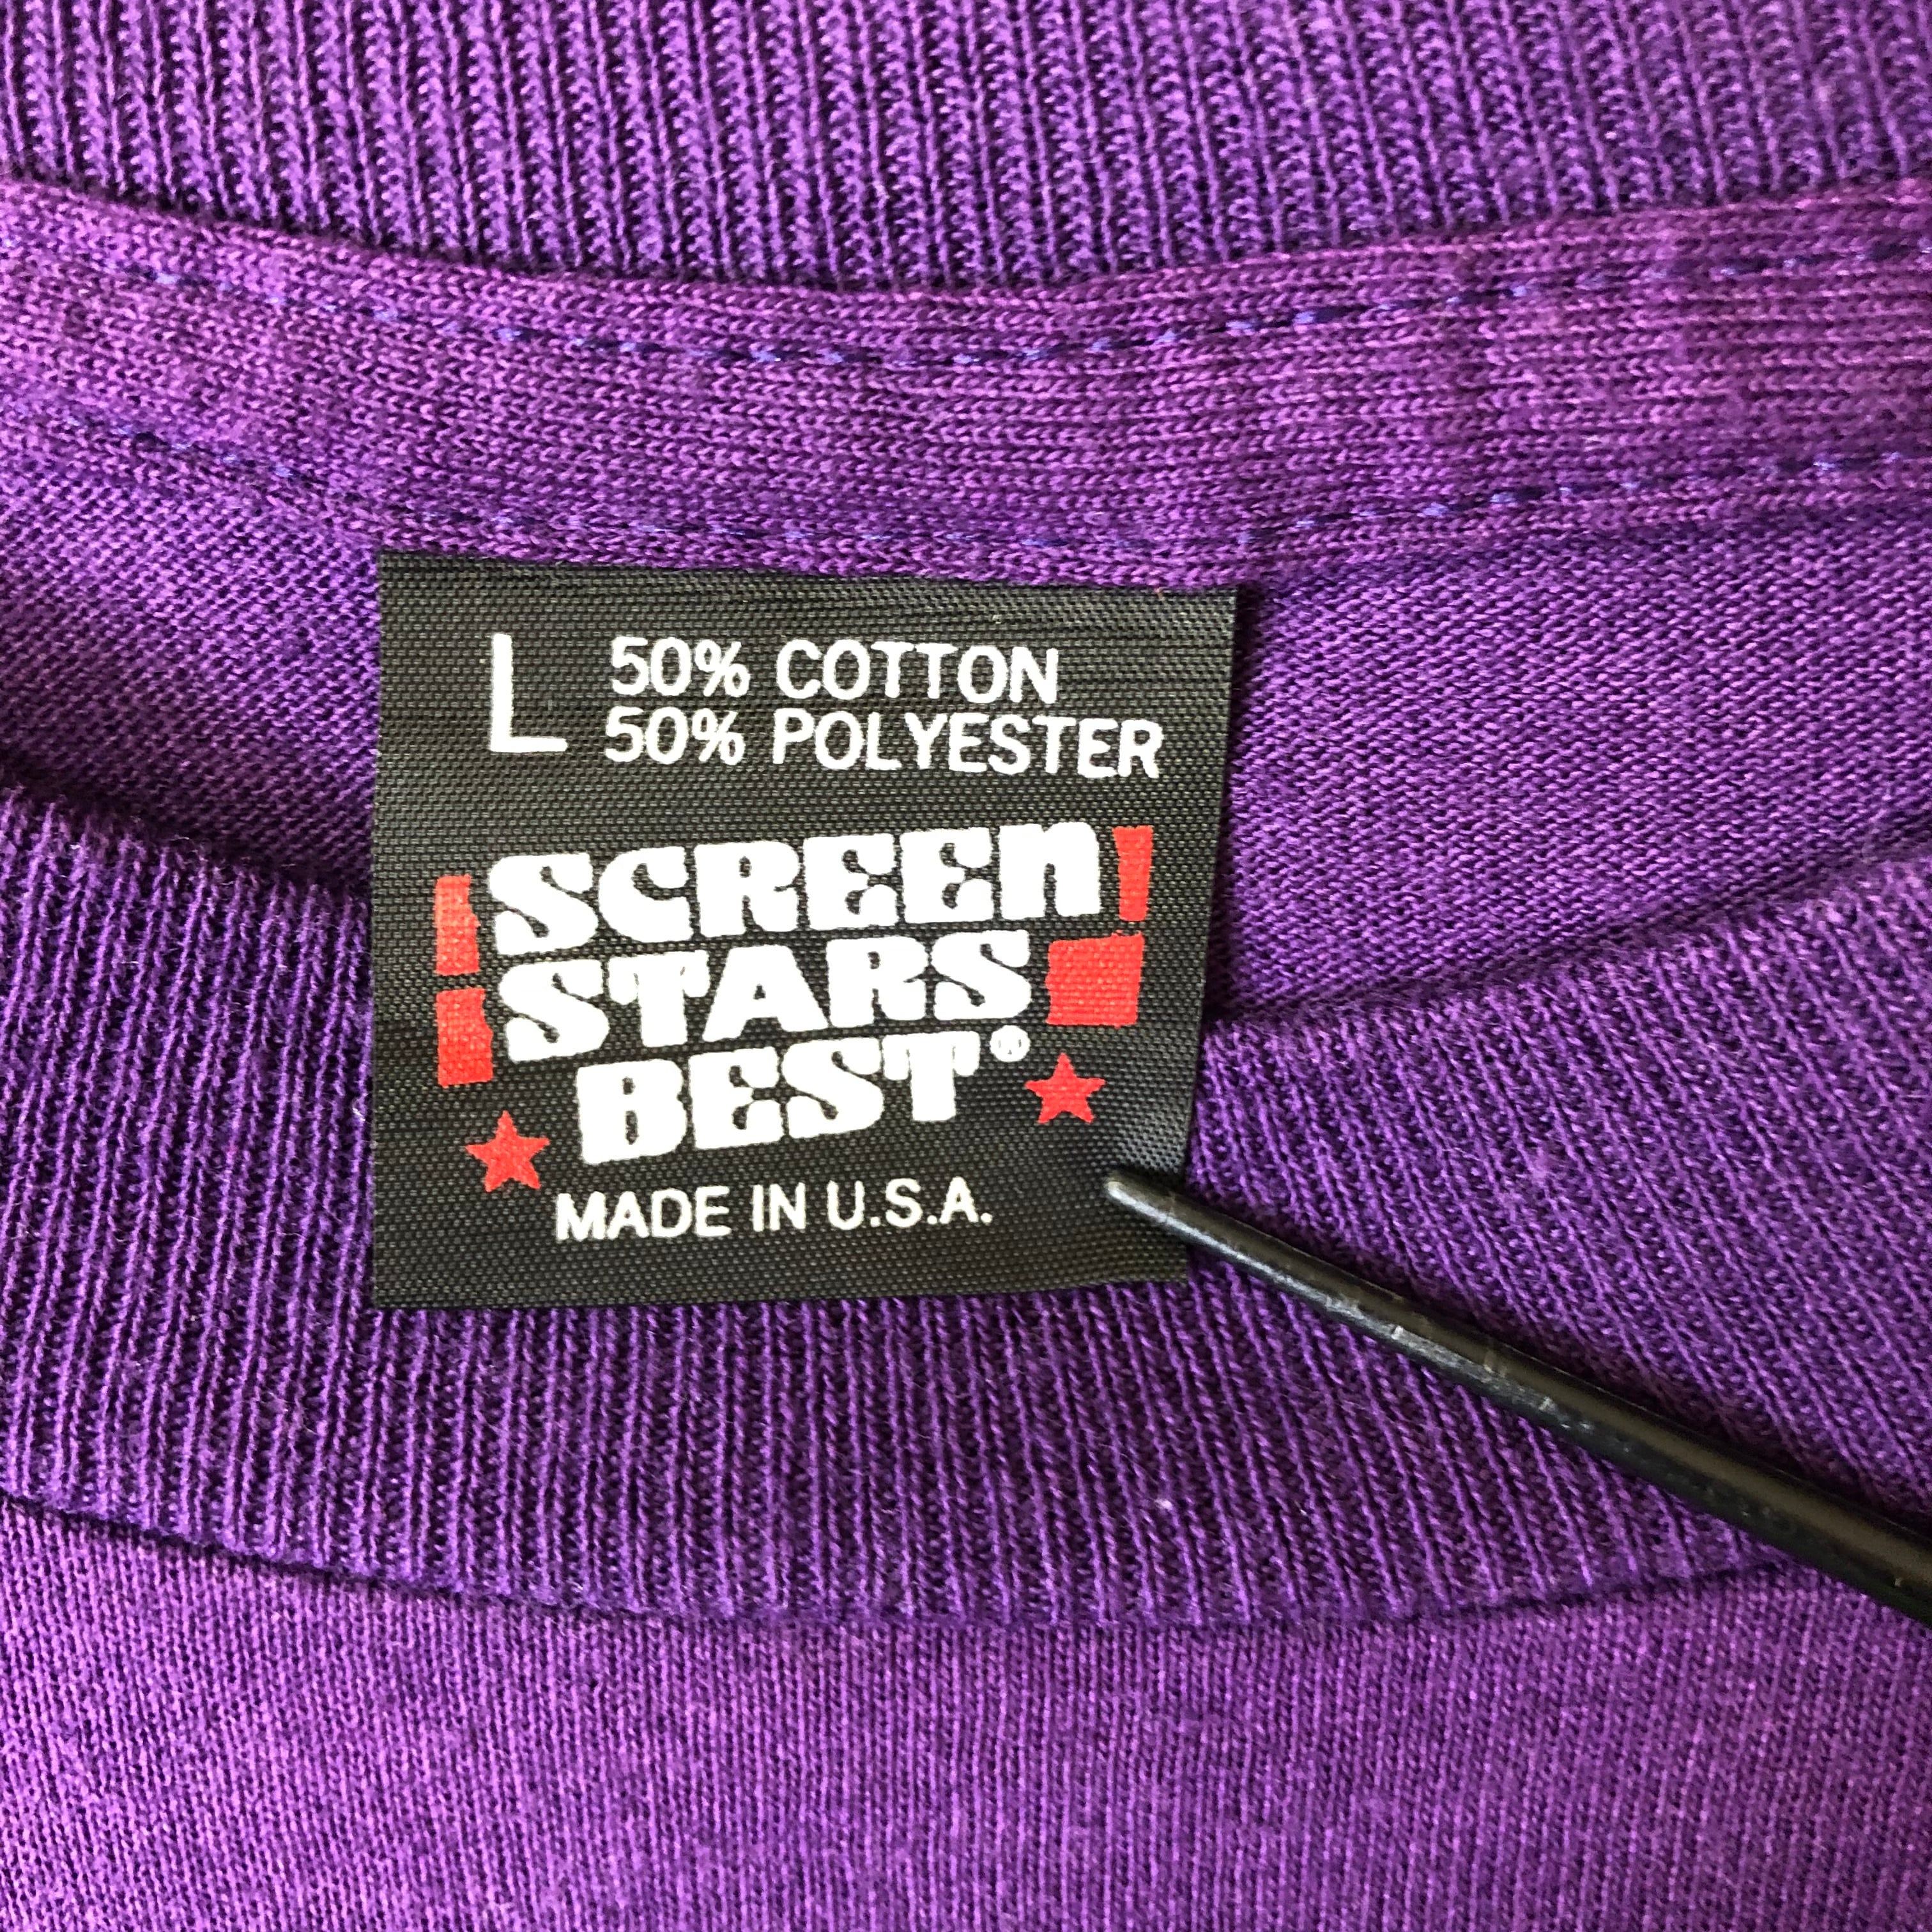 L 50% COTTON
50% POLYESTER
SCREEN
STARS
BEST®
MADE IN U.S.A.